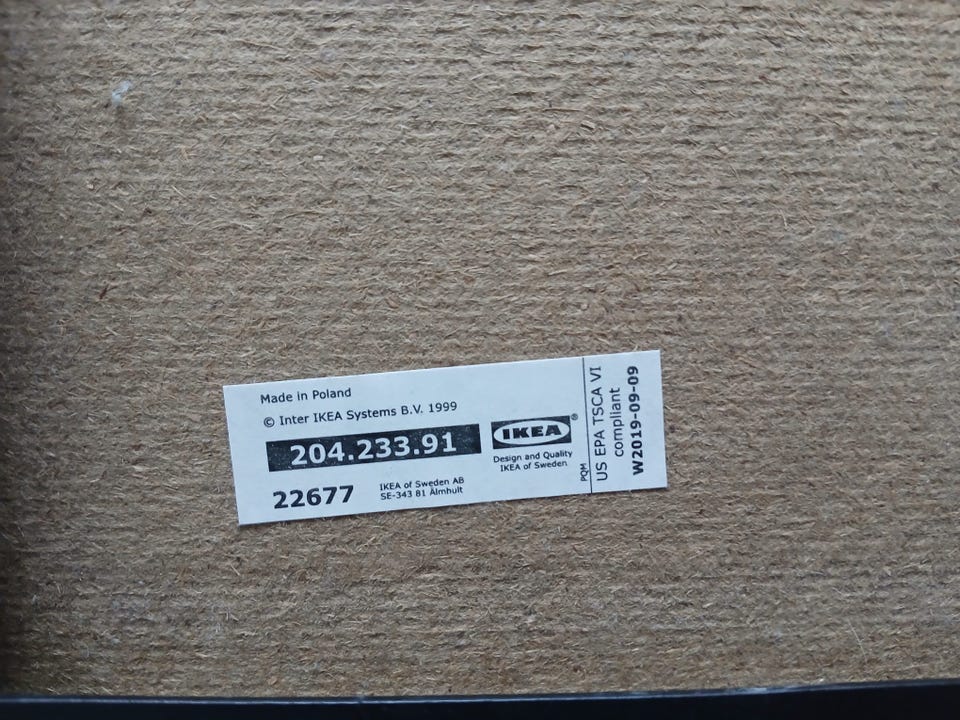 Made in Poland
© Inter IKEA Systems B.V. 1999
204.233.91
22677
IKEA of Sweden AB
SE-343 81 Älmhult
IKEA®
Design and Quality
IKEA of Sweden
PQM
US EPA TSCA VI
compliant
W2019-09-09